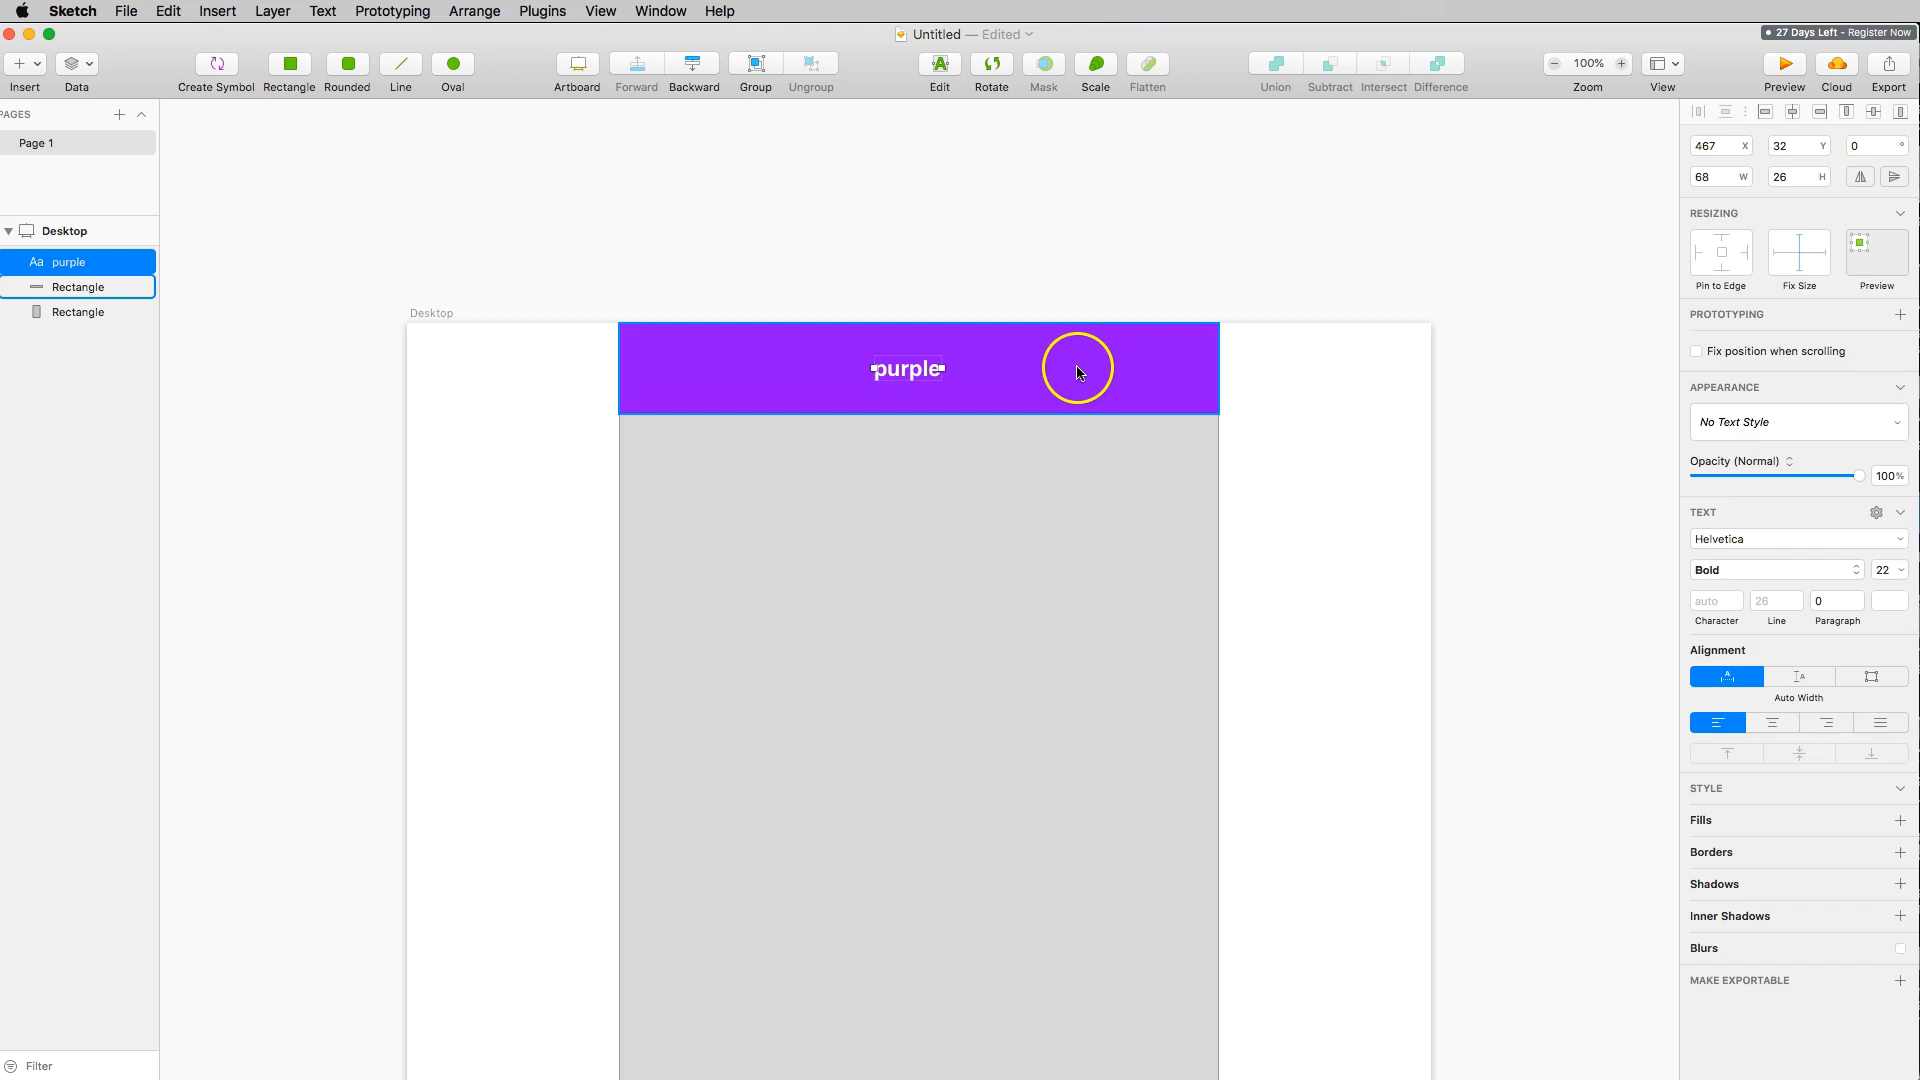 Sketch File Edit Insert Layer Text Prototyping Arrange Plugins View Window Help
Untitled — Edited
27 Days Left - Register Now
100%
Insert Data Create Symbol Rectangle Rounded Line Oval Artboard Forward Backward Group Ungroup Edit Rotate Mask Scale Flatten Union Subtract Intersect Difference Zoom View Preview Cloud Export
PAGES
Page 1
Desktop
Aa purple
Rectangle
Rectangle
Filter
Desktop
purple
467 X 32 Y 0 °
68 W 26 H
RESIZING
Pin to Edge Fix Size Preview
PROTOTYPING
Fix position when scrolling
APPEARANCE
No Text Style
Opacity (Normal)
100%
TEXT
Helvetica
Bold 22
auto 26 0
Character Line Paragraph
Alignment
Auto Width
STYLE
Fills
Borders
Shadows
Inner Shadows
Blurs
MAKE EXPORTABLE